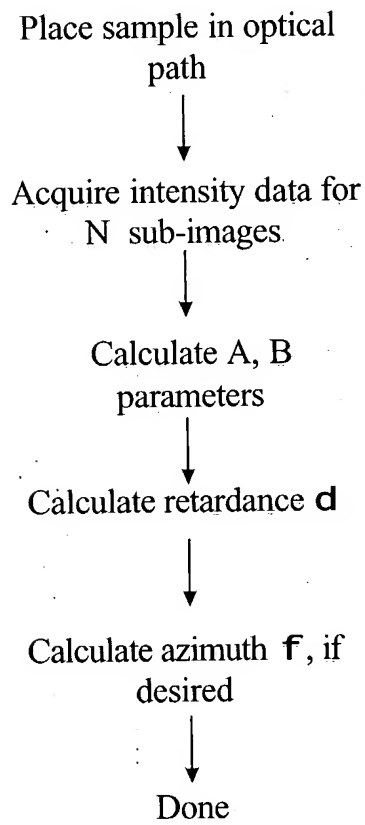 Place sample in optical
path
Acquire intensity data for
N sub-images
Calculate A, B
parameters
Calculate retardance d
Calculate azimuth f, if
desired
Done